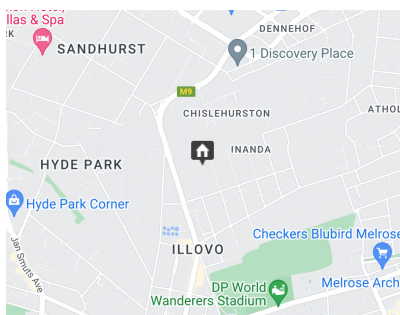 DENNEHOF
llas & Spa
SANDHURST
1 Discovery Place
M9
CHISLEHURSTON
ATHOL
INANDA
HYDE PARK
Hyde Park Corner
Jan Smuts Ave
ILLOVO
Checkers Blubird Melrose
DP World
Wanderers Stadium
Melrose Arch